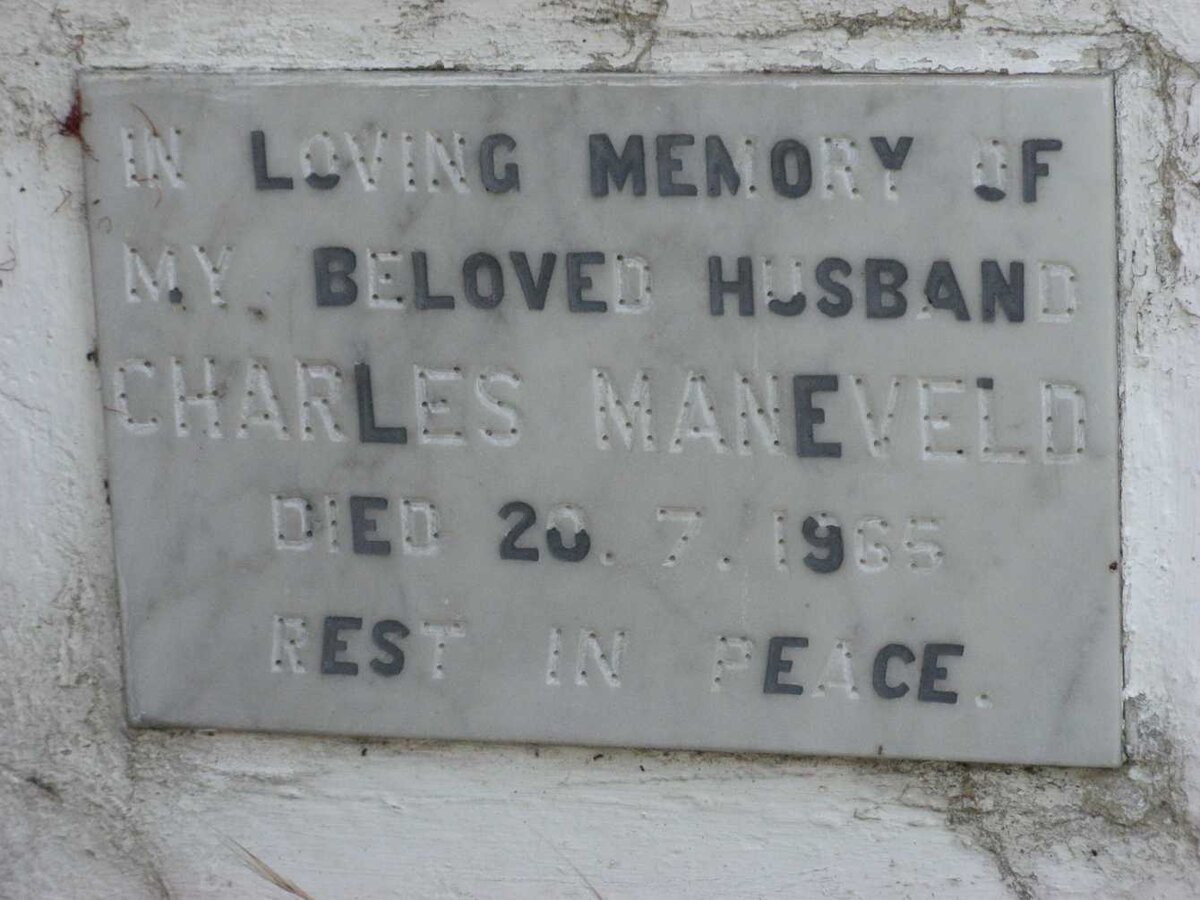 IN LOVING MEMORY OF
MY BELOVED HUSBAND
CHARLES MANEVELD
DIED 20.7.1965
REST IN PEACE.